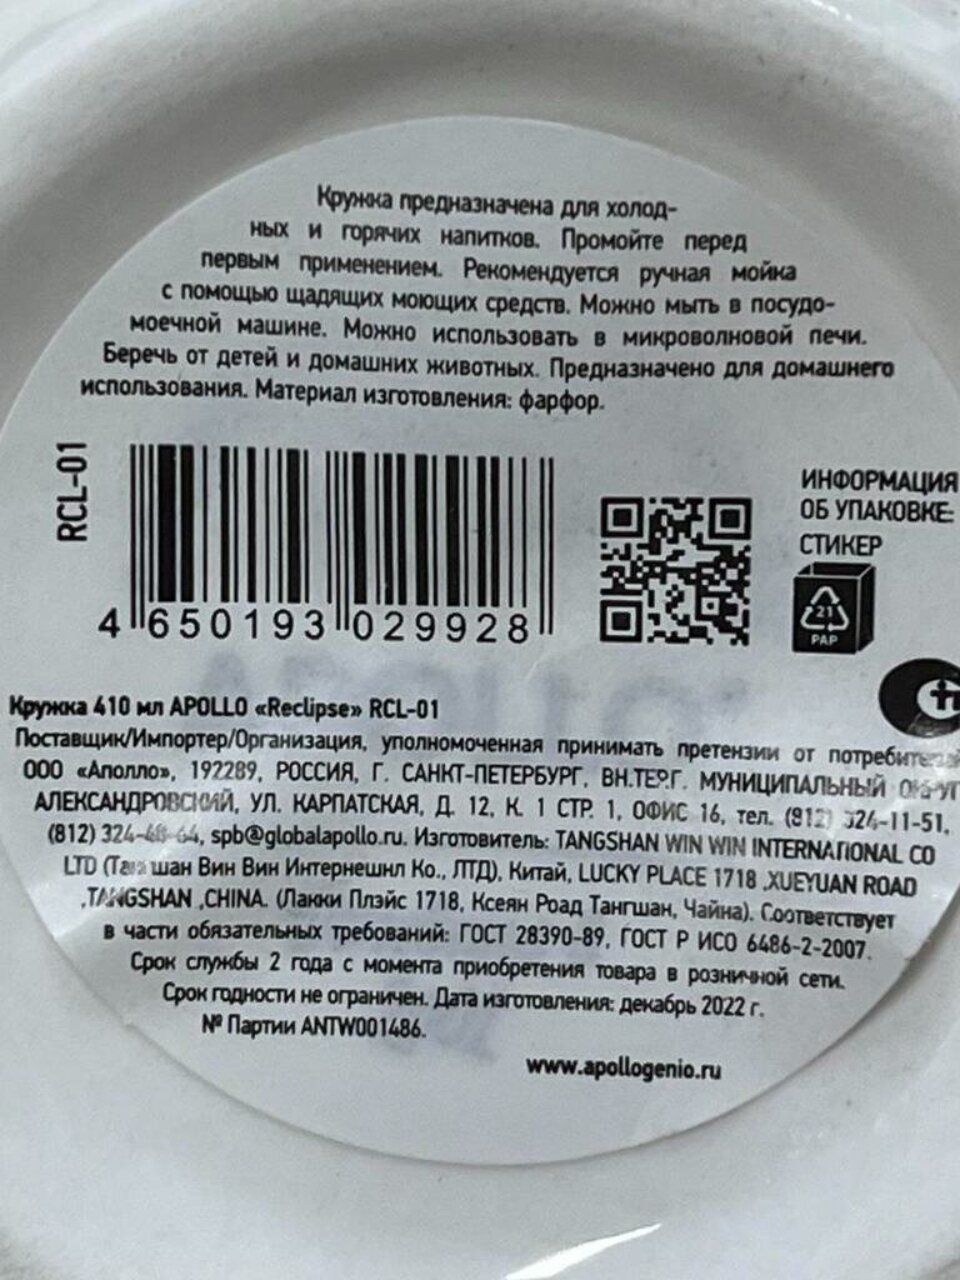 Кружка предназначена для холод-
ных и горячих напитков. Промойте перед
первым применением. Рекомендуется ручная мойка
с помощью щадящих моющих средств. Можно мыть в посудо-
моечной машине. Можно использовать в микроволновой печи.
Беречь от детей и домашних животных. Предназначено для домашнего
использования. Материал изготовления: фарфор.
RCL-01
4 650193 029928
ИНФОРМАЦИЯ
ОБ УПАКОВКЕ:
СТИКЕР
21
PAP
Кружка 410 мл APOLLO «Reclipse» RCL-01
Поставщик/Импортер/Организация, уполномоченная принимать претензии от
ООО «Аполло», 192289, РОССИЯ, Г. САНКТ-ПЕТЕРБУРГ, ВН.ТЕР.Г. МУНИЦИПАЛЬНЫЙ
АЛЕКСАНДРОВСКИЙ, УЛ. КАРПАТСКАЯ, Д. 12, К. 1 СТР. 1, ОФИС 16, тел. (812) 324-11-51,
(812) spb@globalapollo.ru. Изготовитель: TANGSHAN WIN WIN INTERNATIONAL CO
LTD (Тангшан Вин Вин Интернешнл Ко., ЛТД), Китай, LUCKY PLACE 1718 ,XUEYUAN ROAD
,TANGSHAN ,CHINA. (Лакки Плэйс 1718, Ксеян Роад Тангшан, Чайна). Соответствует
в части обязательных требований: ГОСТ 28390-89, ГОСТ Р ИСО 6486-2-2007.
Срок службы 2 года с момента приобретения товара в розничной сети.
Срок годности не ограничен. Дата изготовления: декабрь 2022 г.
№ Партии ANTW001486.
www.apollogenio.ru